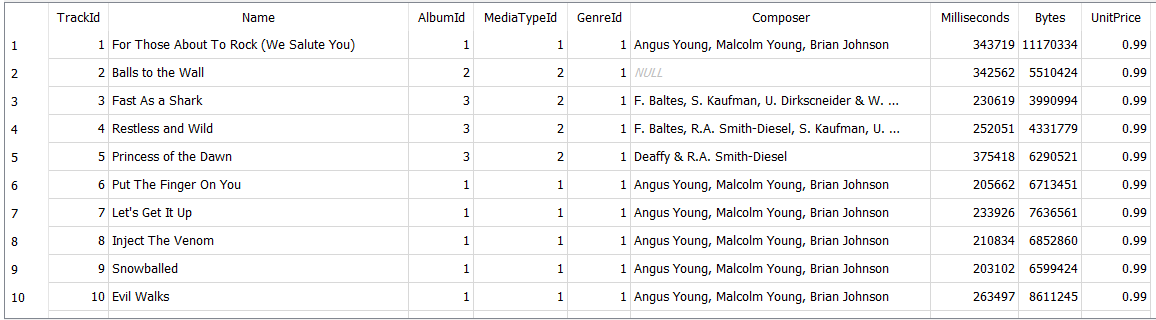 TrackId Name AlbumId MediaTypeId GenreId Composer Milliseconds Bytes UnitPrice
1 1 For Those About To Rock (We Salute You) 1 1 1 Angus Young, Malcolm Young, Brian Johnson 343719 11170334 0.99
2 2 Balls to the Wall 2 2 1 NULL 342562 5510424 0.99
3 3 Fast As a Shark 3 2 1 F. Baltes, S. Kaufman, U. Dirkscneider & W. ... 230619 3990994 0.99
4 4 Restless and Wild 3 2 1 F. Baltes, R.A. Smith-Diesel, S. Kaufman, U. ... 252051 4331779 0.99
5 5 Princess of the Dawn 3 2 1 Deaffy & R.A. Smith-Diesel 375418 6290521 0.99
6 6 Put The Finger On You 1 1 1 Angus Young, Malcolm Young, Brian Johnson 205662 6713451 0.99
7 7 Let's Get It Up 1 1 1 Angus Young, Malcolm Young, Brian Johnson 233926 7636561 0.99
8 8 Inject The Venom 1 1 1 Angus Young, Malcolm Young, Brian Johnson 210834 6852860 0.99
9 9 Snowballed 1 1 1 Angus Young, Malcolm Young, Brian Johnson 203102 6599424 0.99
10 10 Evil Walks 1 1 1 Angus Young, Malcolm Young, Brian Johnson 263497 8611245 0.99